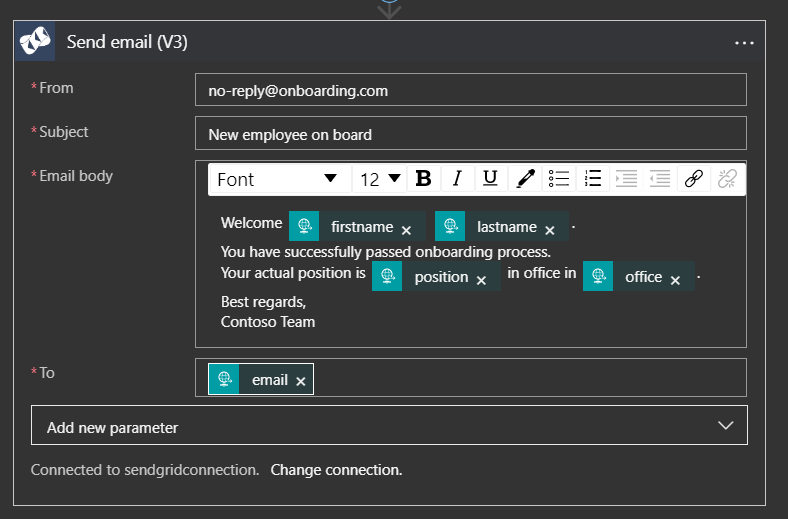 Send email (V3)
* From
no-reply@onboarding.com
* Subject
New employee on board
* Email body
Font 12 B I U
Welcome firstname × lastname × .
You have successfully passed onboarding process.
Your actual position is position × in office in office × .
Best regards,
Contoso Team
* To
email ×
Add new parameter
Connected to sendgridconnection. Change connection.